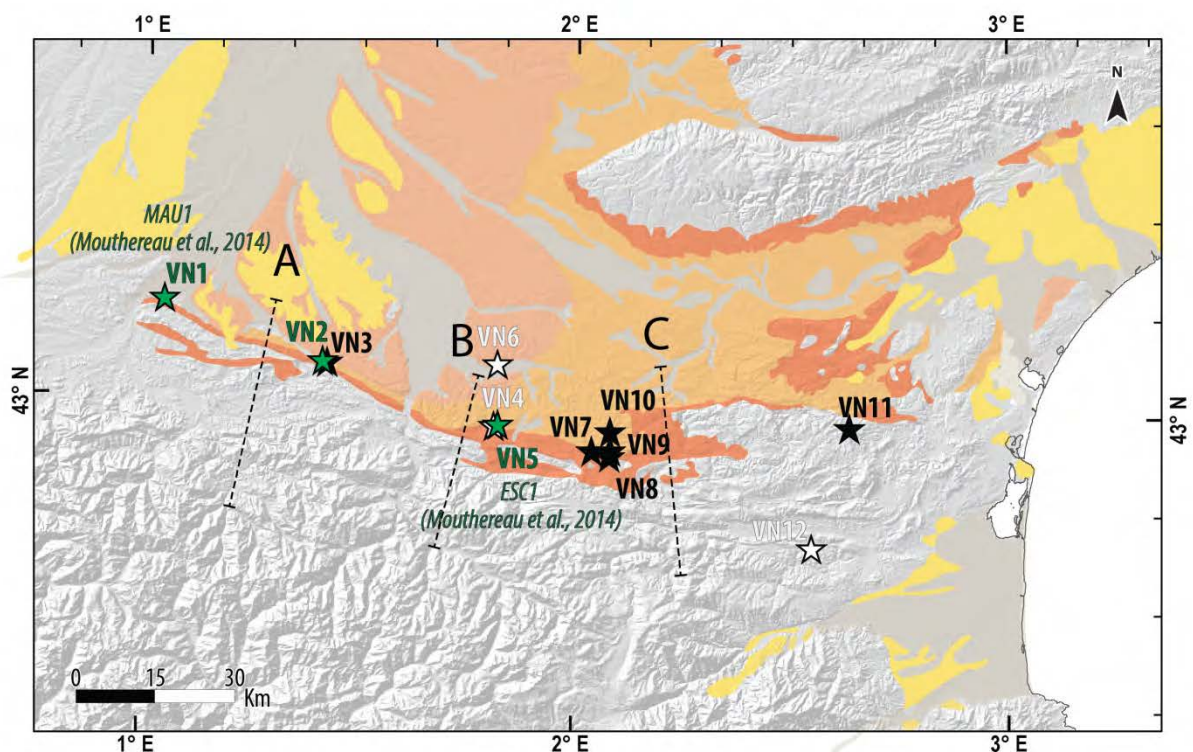 1° E
2° E
3° E
N
MAU1
(Mouthereau et al., 2014)
VN1
A
VN2
VN3
B
VN6
C
43° N
43° N
VN4
VN10
VN11
VN7
VN9
VN5
VN8
ESC1
(Mouthereau et al., 2014)
VN12
0
15
30
Km
1° E
2° E
3° E